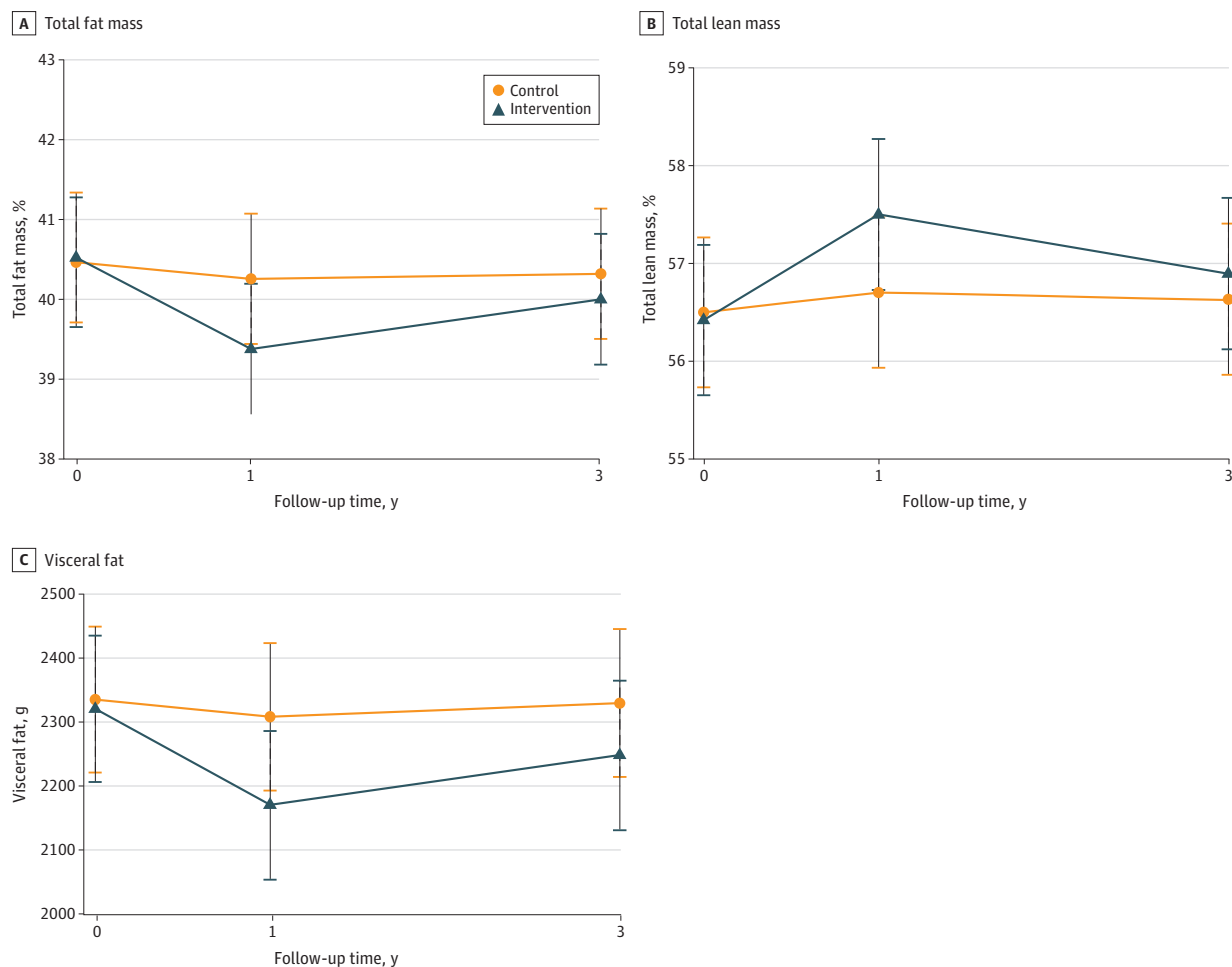 A Total fat mass
43
42
41
40
39
38
Total fat mass, %
Control
Intervention
0 1 3
Follow-up time, y
B Total lean mass
59
58
57
56
55
Total lean mass, %
0 1 3
Follow-up time, y
C Visceral fat
2500
2400
2300
2200
2100
2000
Visceral fat, g
0 1 3
Follow-up time, y